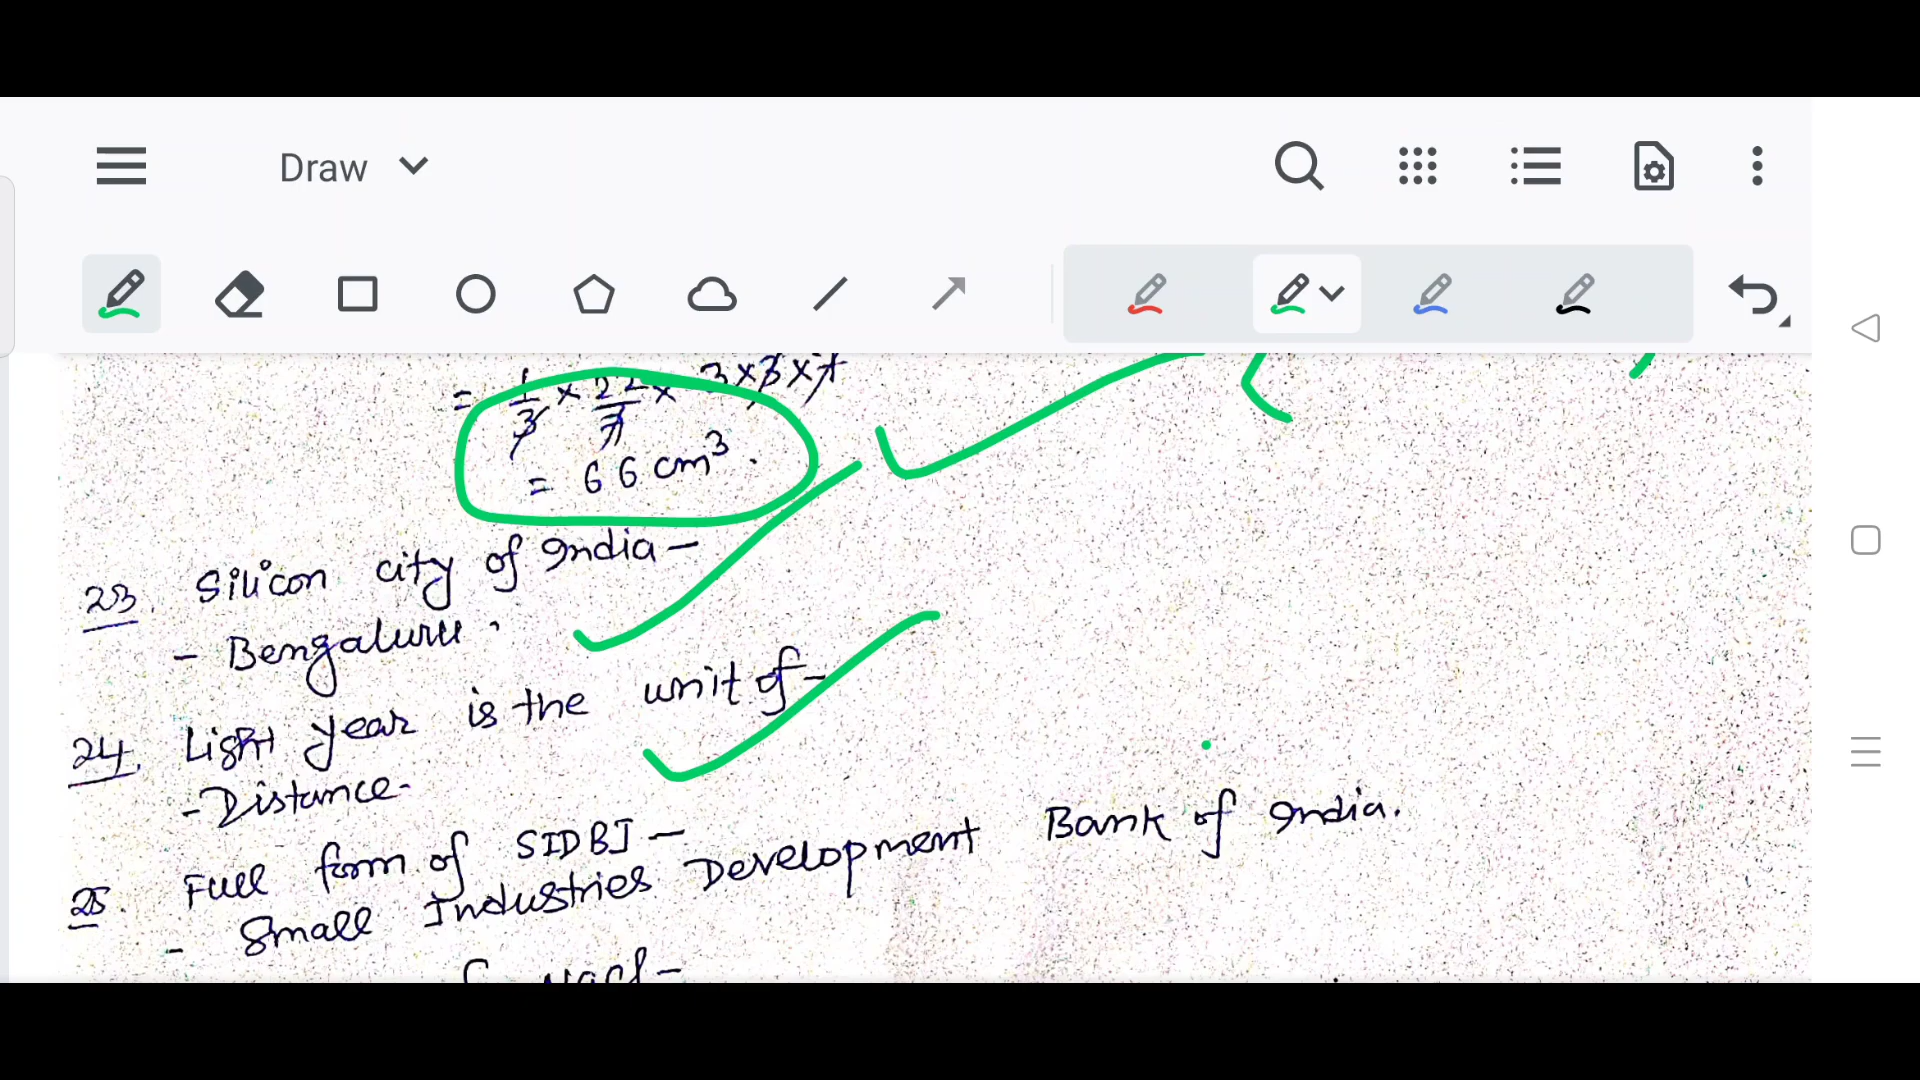 Draw
= 1/3 × 22/7 × 3×3×7
= 66 cm³.
23. Silicon city of India -
- Bengaluru.
24. Light year is the unit of -
- Distance -
25. Full form of SIDBI -
- Small Industries Development Bank of India.
Nacl -